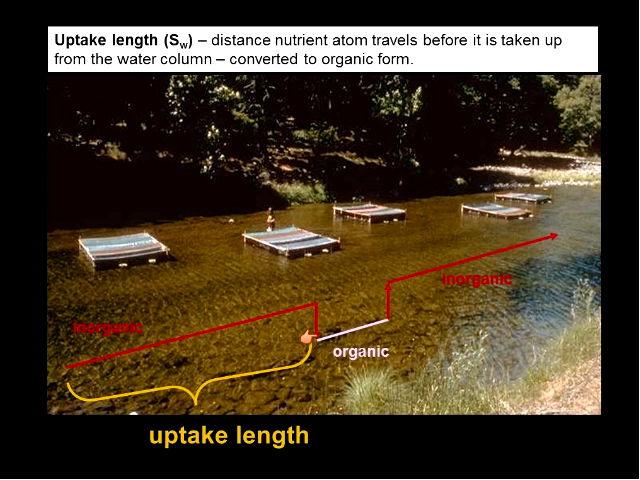 Uptake length (Sw) – distance nutrient atom travels before it is taken up
from the water column – converted to organic form.
inorganic
inorganic
organic
uptake length